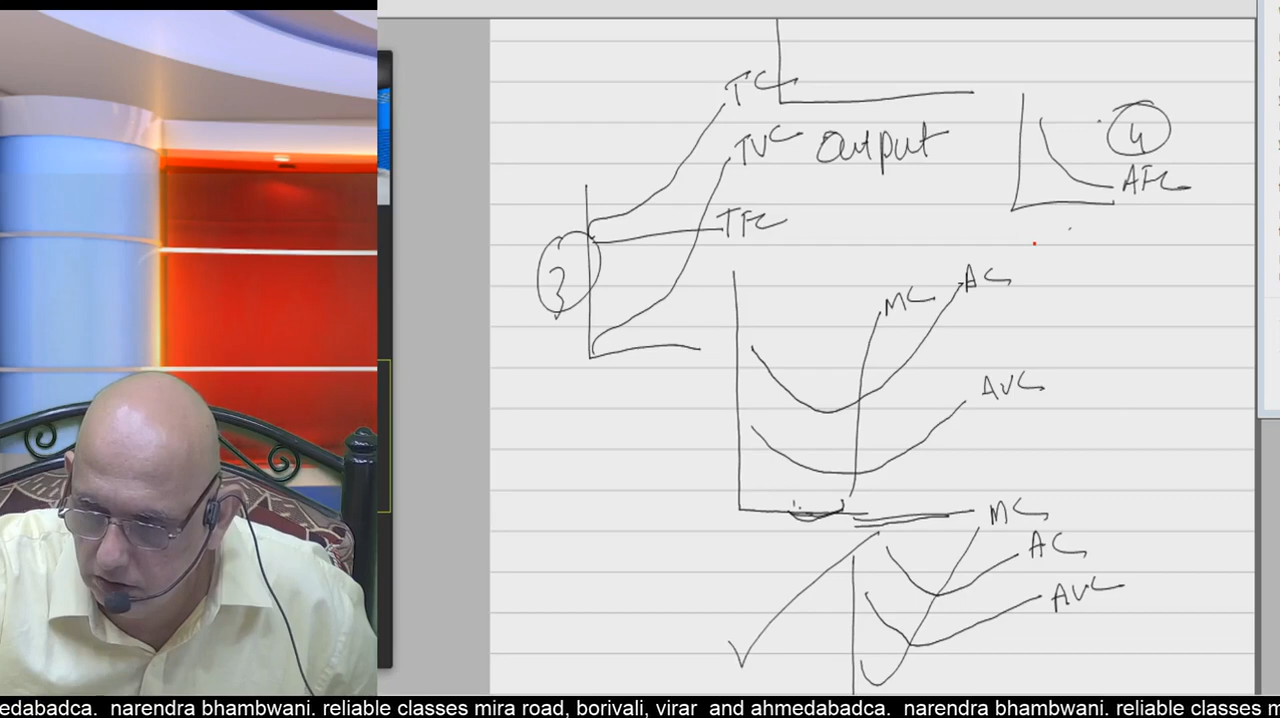 TC
TVC Output
4
AFC
TFC
3
MC AC
AVC
MC
AC
AVC
edabadca. narendra bhambwani. reliable classes mira road, borivali, virar and ahmedabadca. narendra bhambwani. reliable classes m